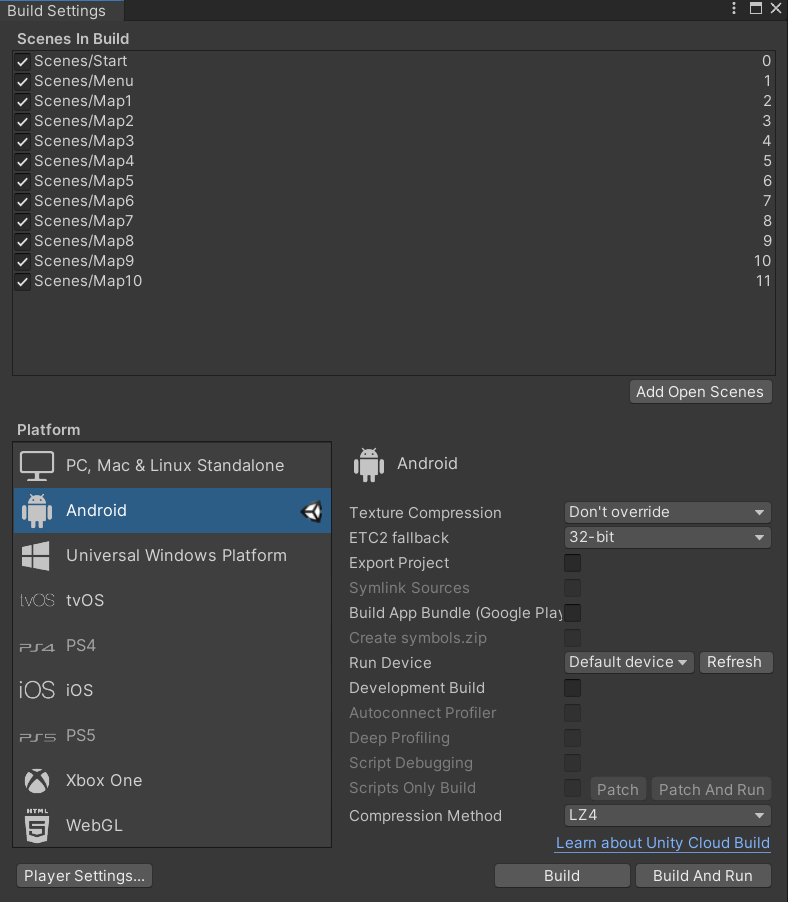 Build Settings
Scenes In Build
Scenes/Start 0
Scenes/Menu 1
Scenes/Map1 2
Scenes/Map2 3
Scenes/Map3 4
Scenes/Map4 5
Scenes/Map5 6
Scenes/Map6 7
Scenes/Map7 8
Scenes/Map8 9
Scenes/Map9 10
Scenes/Map10 11
Add Open Scenes
Platform
PC, Mac & Linux Standalone
Android
Universal Windows Platform
tvOS tvOS
PS4 PS4
iOS iOS
PS5 PS5
Xbox One
HTML 5 WebGL
Android
Texture Compression Don't override
ETC2 fallback 32-bit
Export Project
Symlink Sources
Build App Bundle (Google Play
Create symbols.zip
Run Device Default device Refresh
Development Build
Autoconnect Profiler
Deep Profiling
Script Debugging
Scripts Only Build Patch Patch And Run
Compression Method LZ4
Learn about Unity Cloud Build
Player Settings... Build Build And Run